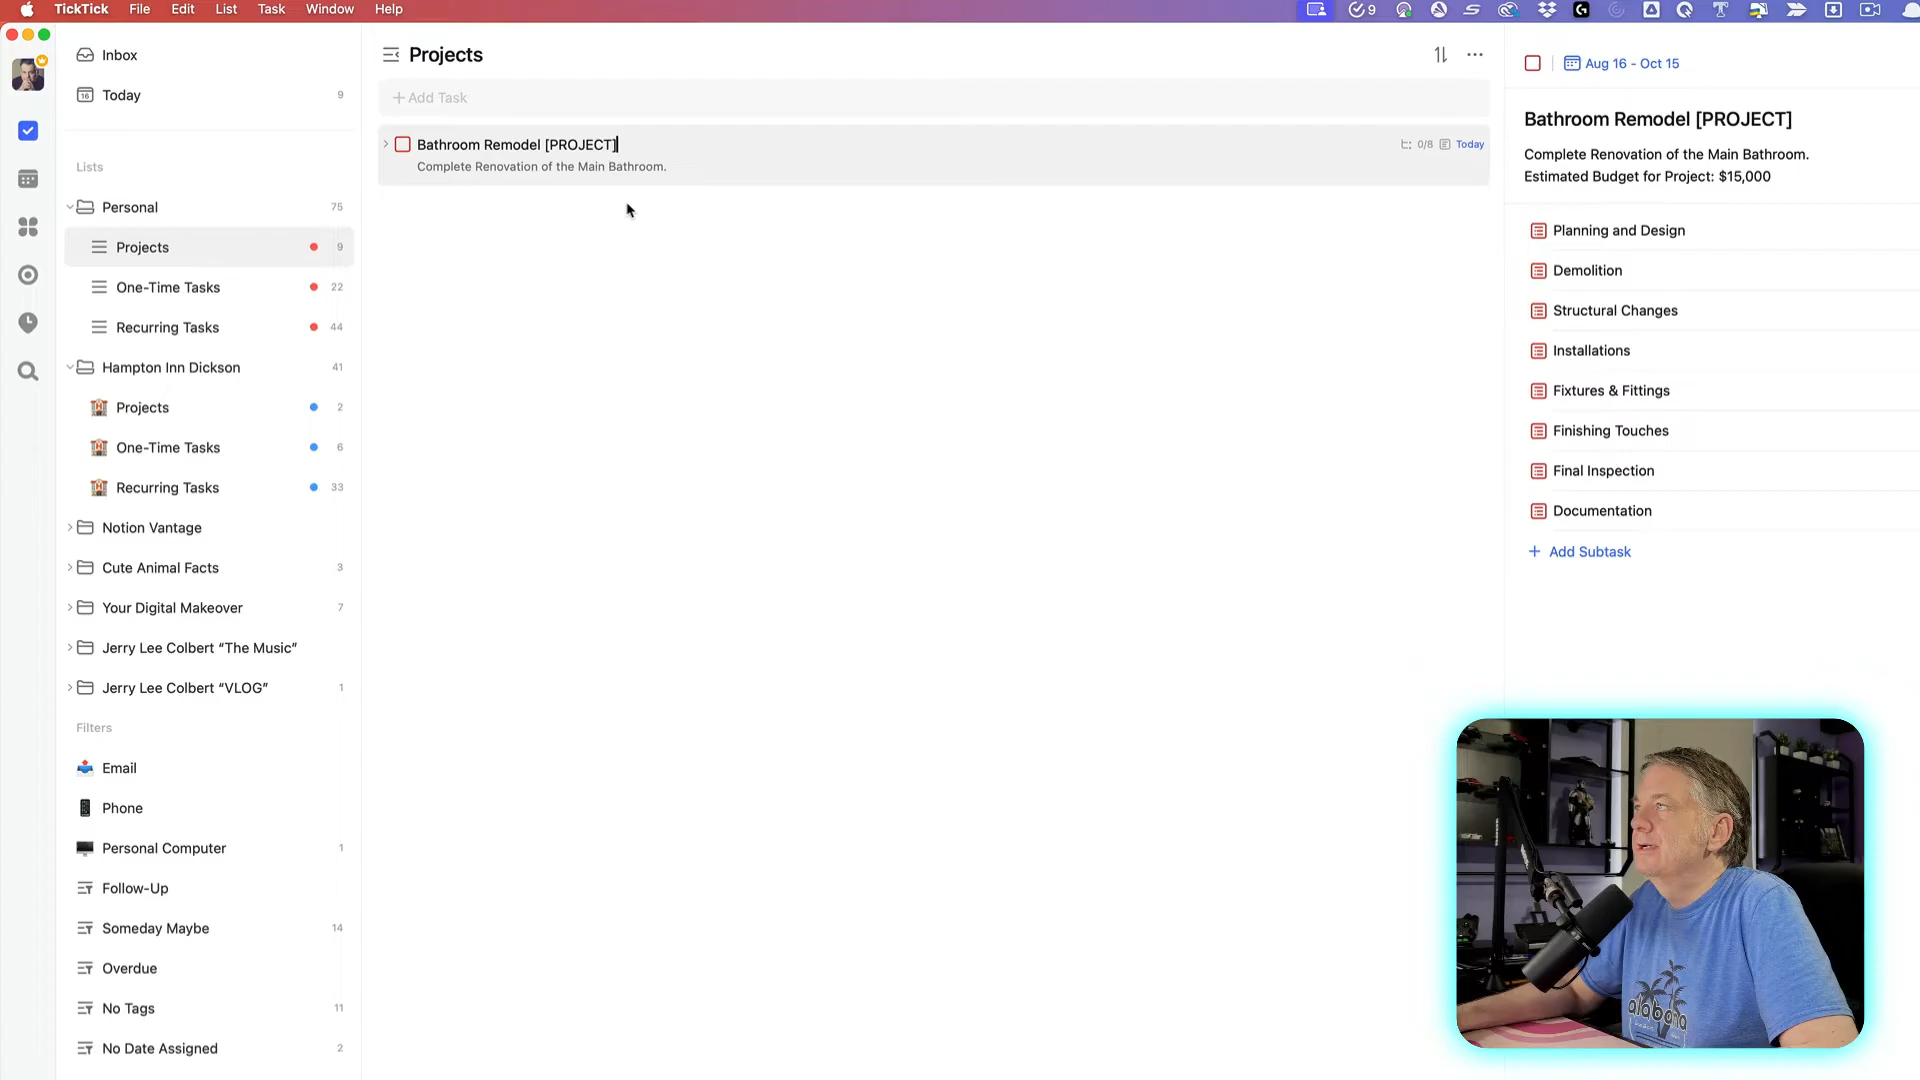 TickTick File Edit List Task Window Help
9
Inbox
16 Today 9
Lists
Personal 75
Projects 9
One-Time Tasks 22
Recurring Tasks 44
Hampton Inn Dickson 41
Projects 2
One-Time Tasks 6
Recurring Tasks 33
Notion Vantage
Cute Animal Facts 3
Your Digital Makeover 7
Jerry Lee Colbert “The Music”
Jerry Lee Colbert “VLOG” 1
Filters
Email
Phone
Personal Computer 1
Follow-Up
Someday Maybe 14
Overdue
No Tags 11
No Date Assigned 2
Projects
+ Add Task
Bathroom Remodel [PROJECT] 0/8 Today
Complete Renovation of the Main Bathroom.
Aug 16 - Oct 15
Bathroom Remodel [PROJECT]
Complete Renovation of the Main Bathroom.
Estimated Budget for Project: $15,000
Planning and Design
Demolition
Structural Changes
Installations
Fixtures & Fittings
Finishing Touches
Final Inspection
Documentation
+ Add Subtask
alabama